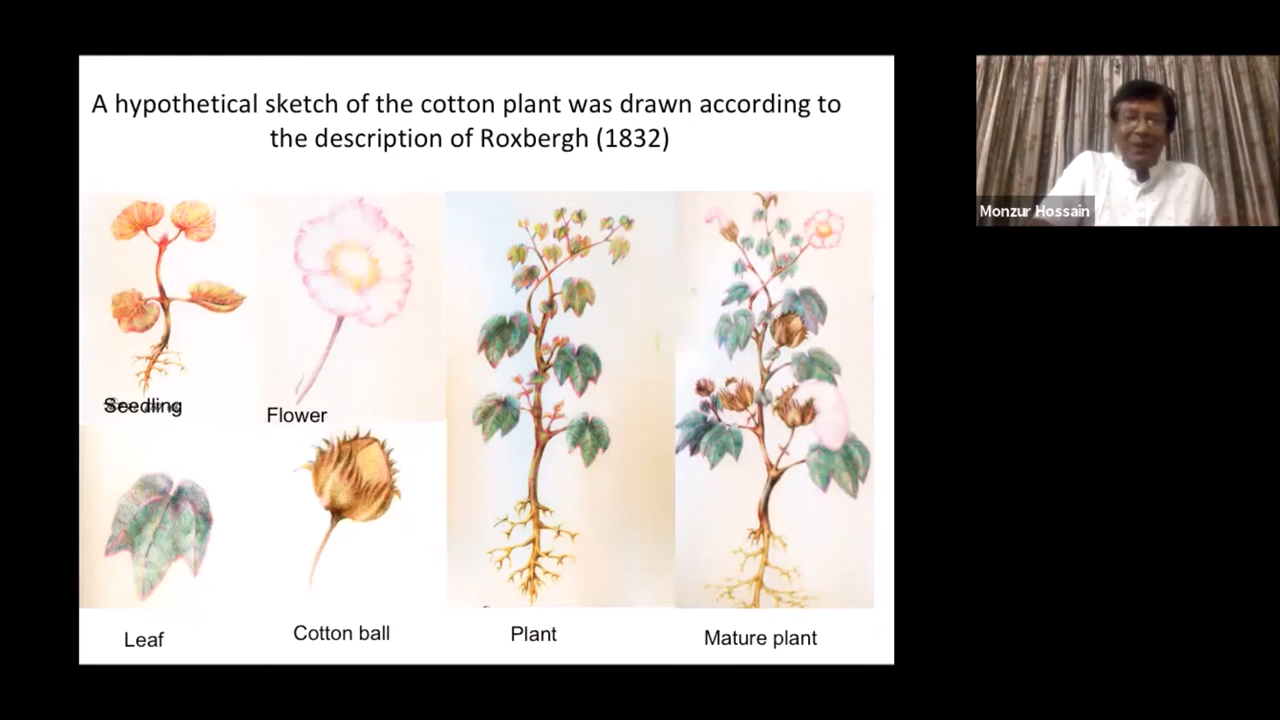 A hypothetical sketch of the cotton plant was drawn according to
the description of Roxbergh (1832)
Monzur Hossain
Seedling
Flower
Leaf
Cotton ball
Plant
Mature plant